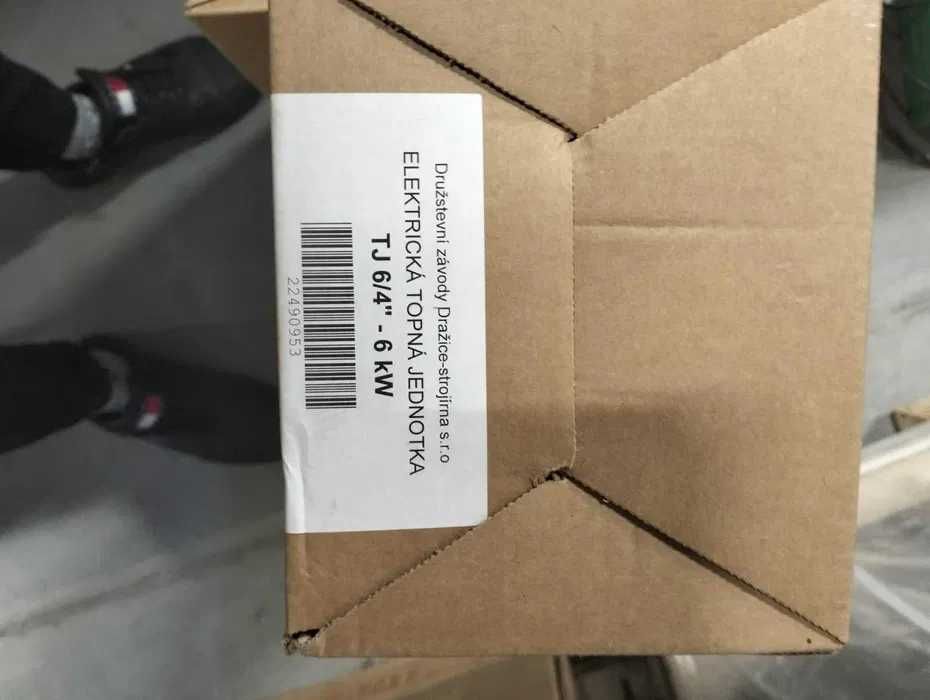 Družstevní závody Dražice-strojírna s.r.o
ELEKTRICKÁ TOPNÁ JEDNOTKA
TJ 6/4" - 6 kW
22490953